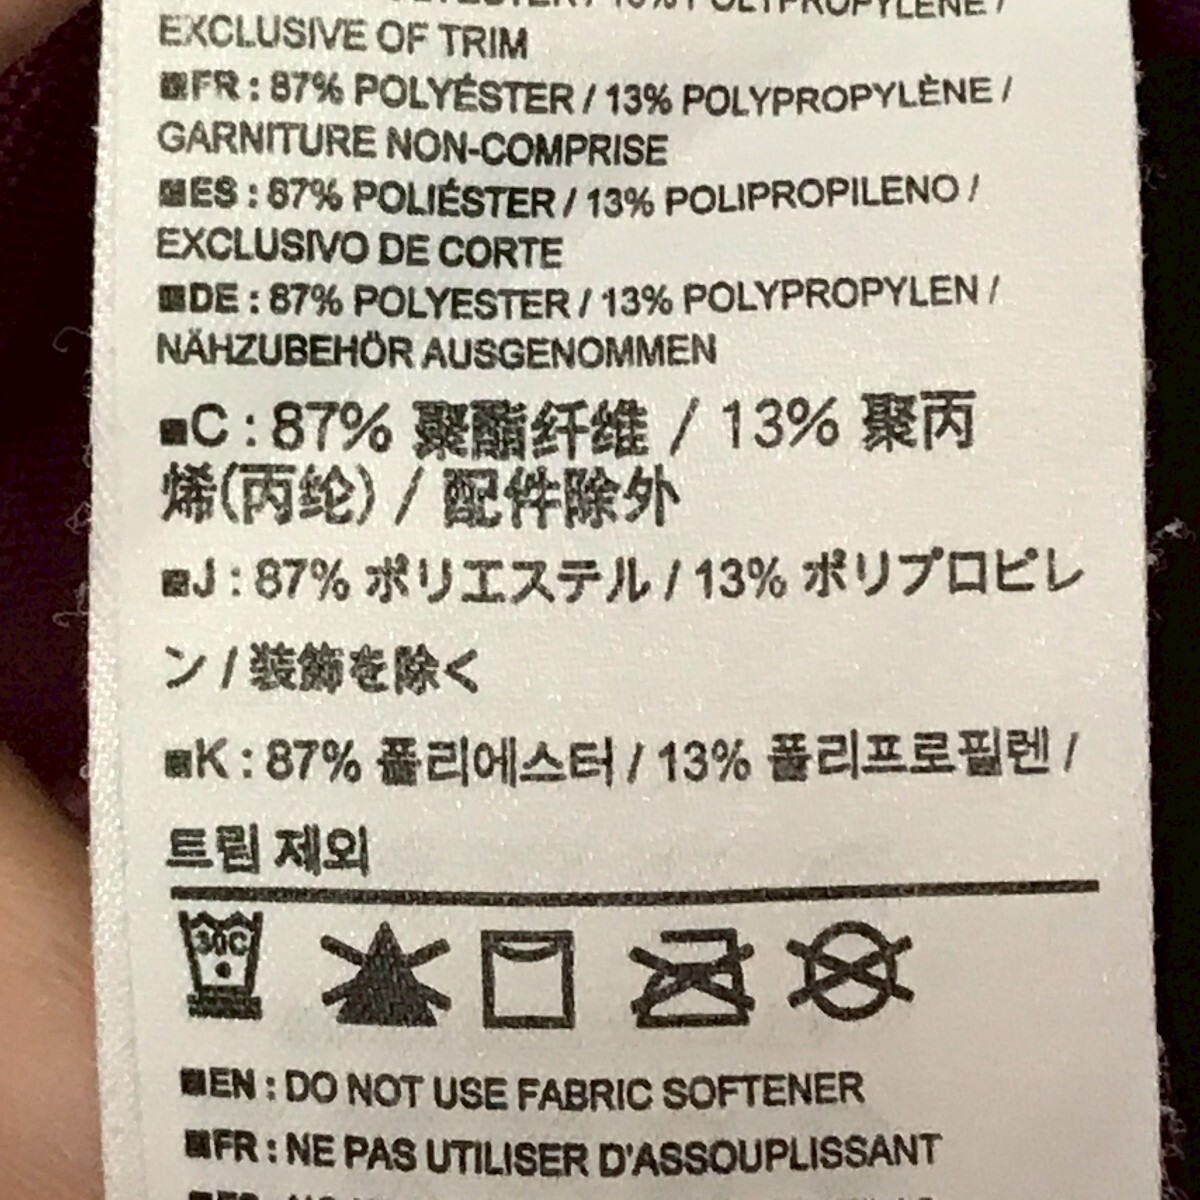 POLYESTER / 13% POLYPROPYLENE /
EXCLUSIVE OF TRIM
■FR : 87% POLYÉSTER / 13% POLYPROPYLÈNE /
GARNITURE NON-COMPRISE
■ES : 87% POLIÉSTER / 13% POLIPROPILENO /
EXCLUSIVO DE CORTE
■DE : 87% POLYESTER / 13% POLYPROPYLEN /
NÄHZUBEHÖR AUSGENOMMEN
■C : 87% 聚酯纤维 / 13% 聚丙
烯(丙纶) / 配件除外
■J : 87% ポリエステル / 13% ポリプロピレ
ン / 装飾を除く
■K : 87% 폴리에스터 / 13% 폴리프로필렌 /
트림 제외
30C
■EN : DO NOT USE FABRIC SOFTENER
■FR : NE PAS UTILISER D'ASSOUPLISSANT